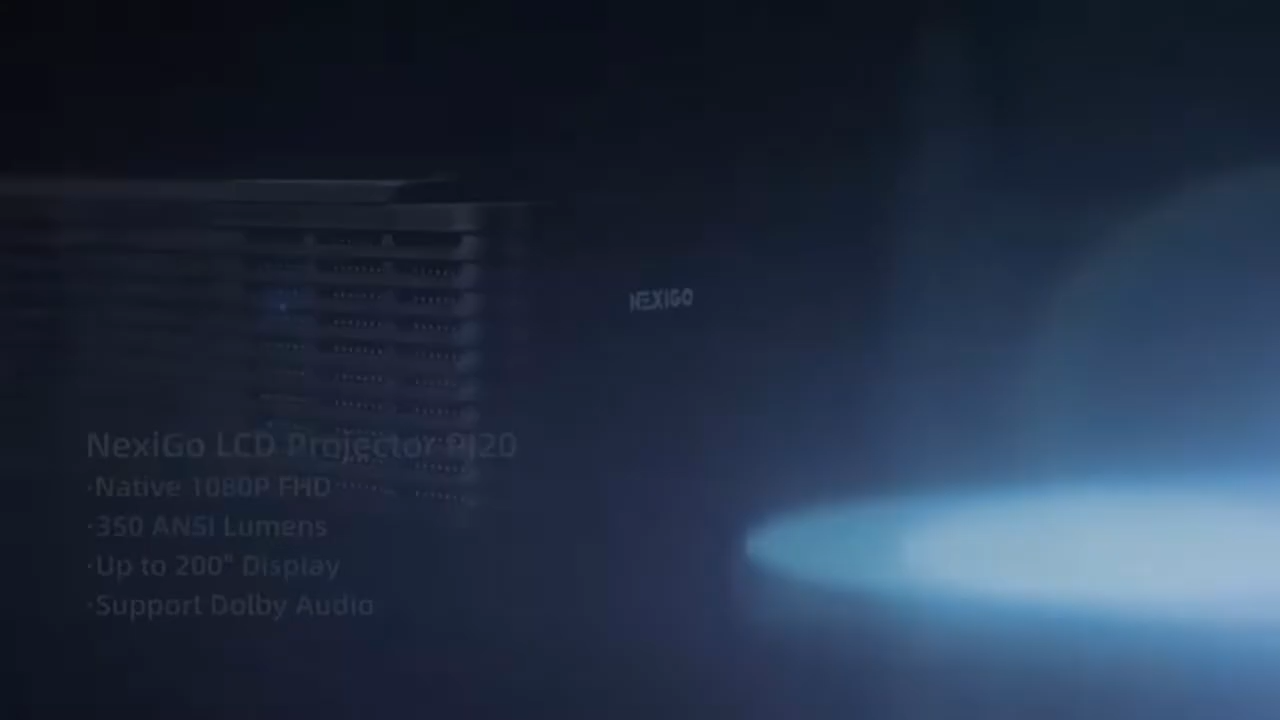 NEXIGO
NexiGo LCD Projector PJ20
·Native 1080P FHD
·350 ANSI Lumens
·Up to 200" Display
·Support Dolby Audio